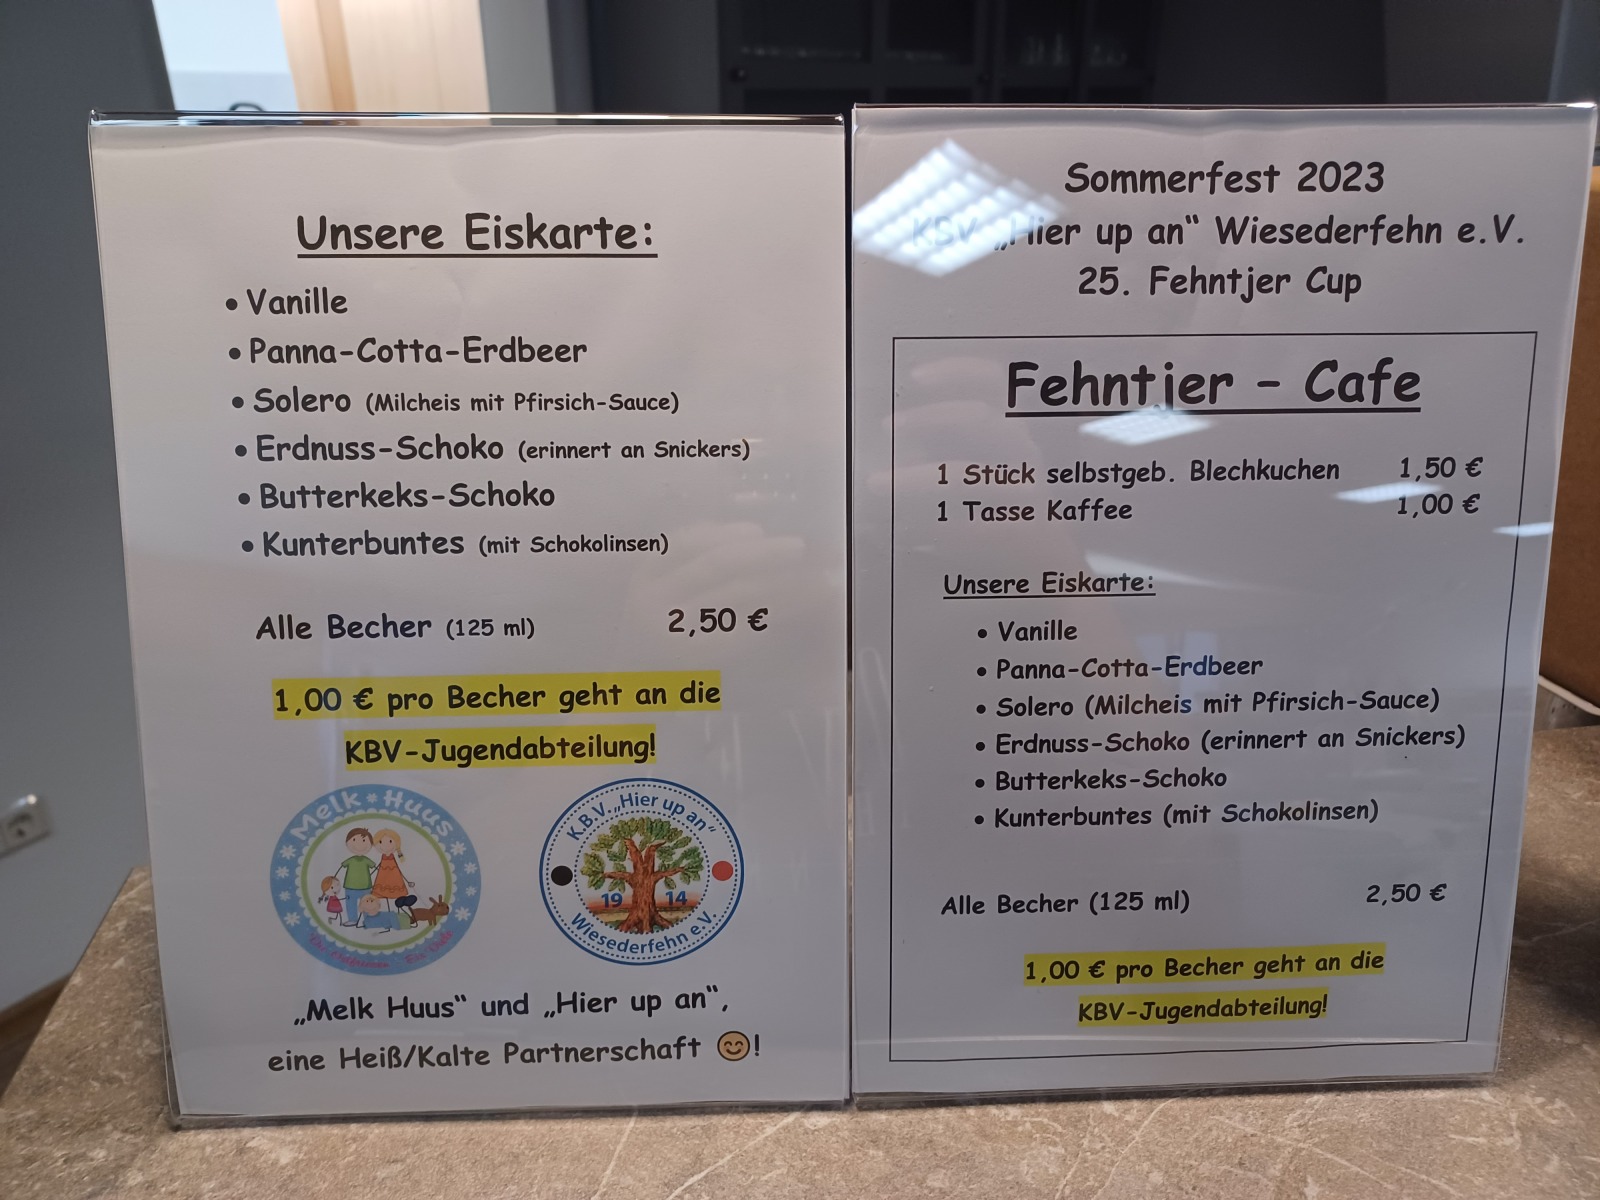 Unsere Eiskarte:
• Vanille
• Panna-Cotta-Erdbeer
• Solero (Milcheis mit Pfirsich-Sauce)
• Erdnuss-Schoko (erinnert an Snickers)
• Butterkeks-Schoko
• Kunterbuntes (mit Schokolinsen)
Alle Becher (125 ml) 2,50 €
1,00 € pro Becher geht an die
KBV-Jugendabteilung!
Melk Huus
K.B.V. „Hier up an“
19 14
Wiesederfehn e.V.
„Melk Huus“ und „Hier up an“,
eine Heiß/Kalte Partnerschaft 😊!
Sommerfest 2023
KBV „Hier up an“ Wiesederfehn e.V.
25. Fehntjer Cup
Fehntjer - Cafe
1 Stück selbstgeb. Blechkuchen 1,50 €
1 Tasse Kaffee 1,00 €
Unsere Eiskarte:
• Vanille
• Panna-Cotta-Erdbeer
• Solero (Milcheis mit Pfirsich-Sauce)
• Erdnuss-Schoko (erinnert an Snickers)
• Butterkeks-Schoko
• Kunterbuntes (mit Schokolinsen)
Alle Becher (125 ml) 2,50 €
1,00 € pro Becher geht an die
KBV-Jugendabteilung!